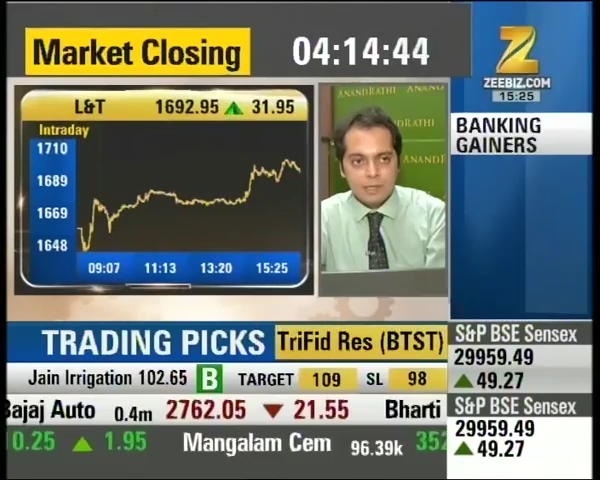 Market Closing 04:14:44
ZEEBIZ.COM
15:25
L&T 1692.95 31.95
Intraday
1710
1689
1669
1648
09:07 11:13 13:20 15:25
ANANDRATHI
BANKING
GAINERS
TRADING PICKS TriFid Res (BTST)
Jain Irrigation 102.65 B TARGET 109 SL 98
Bajaj Auto 0.4m 2762.05 21.55 Bharti
0.25 1.95 Mangalam Cem 96.39k 352
S&P BSE Sensex
29959.49
49.27
S&P BSE Sensex
29959.49
49.27